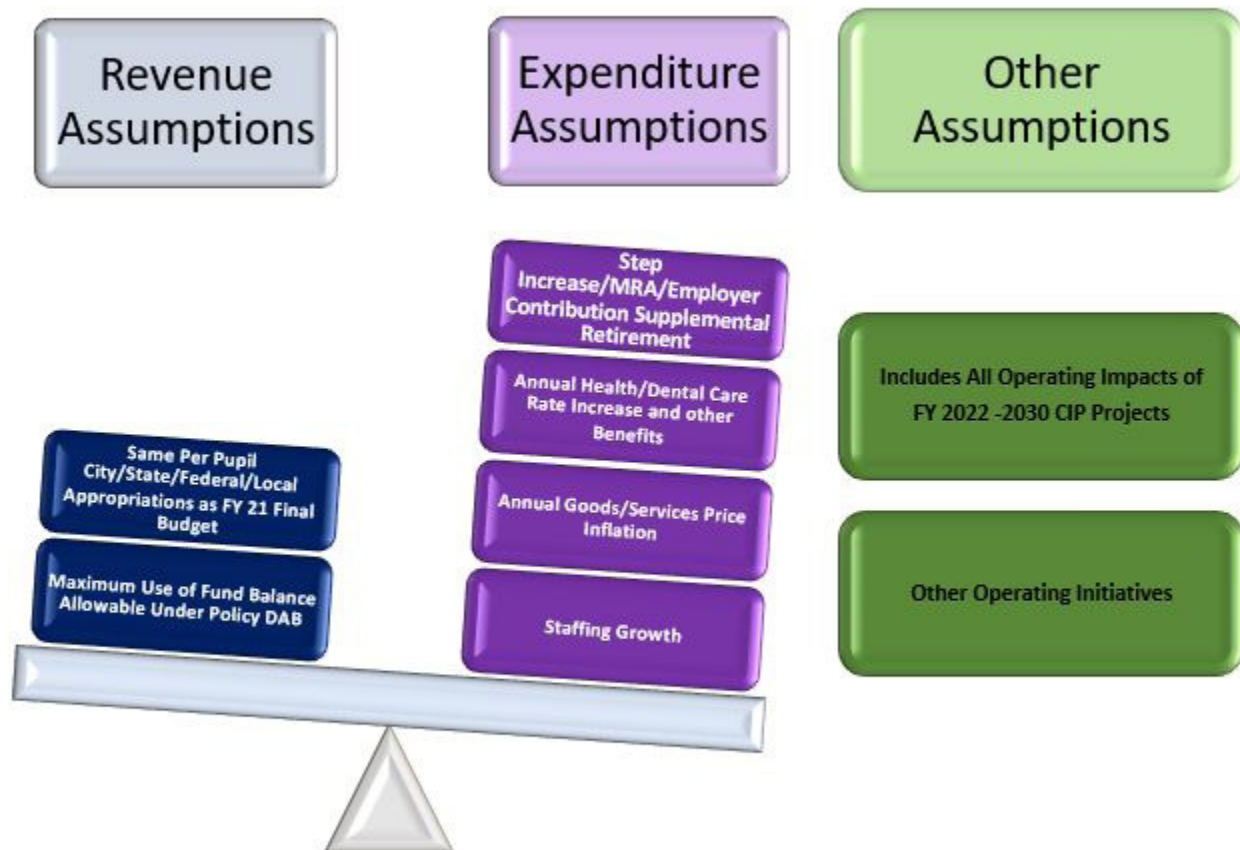 Revenue
Assumptions
Expenditure
Assumptions
Other
Assumptions
Same Per Pupil
City/State/Federal/Local
Appropriations as FY 21 Final
Budget
Maximum Use of Fund Balance
Allowable Under Policy DAB
Step
Increase/MRA/Employer
Contribution Supplemental
Retirement
Annual Health/Dental Care
Rate Increase and other
Benefits
Annual Goods/Services Price
Inflation
Staffing Growth
Includes All Operating Impacts of
FY 2022 -2030 CIP Projects
Other Operating Initiatives